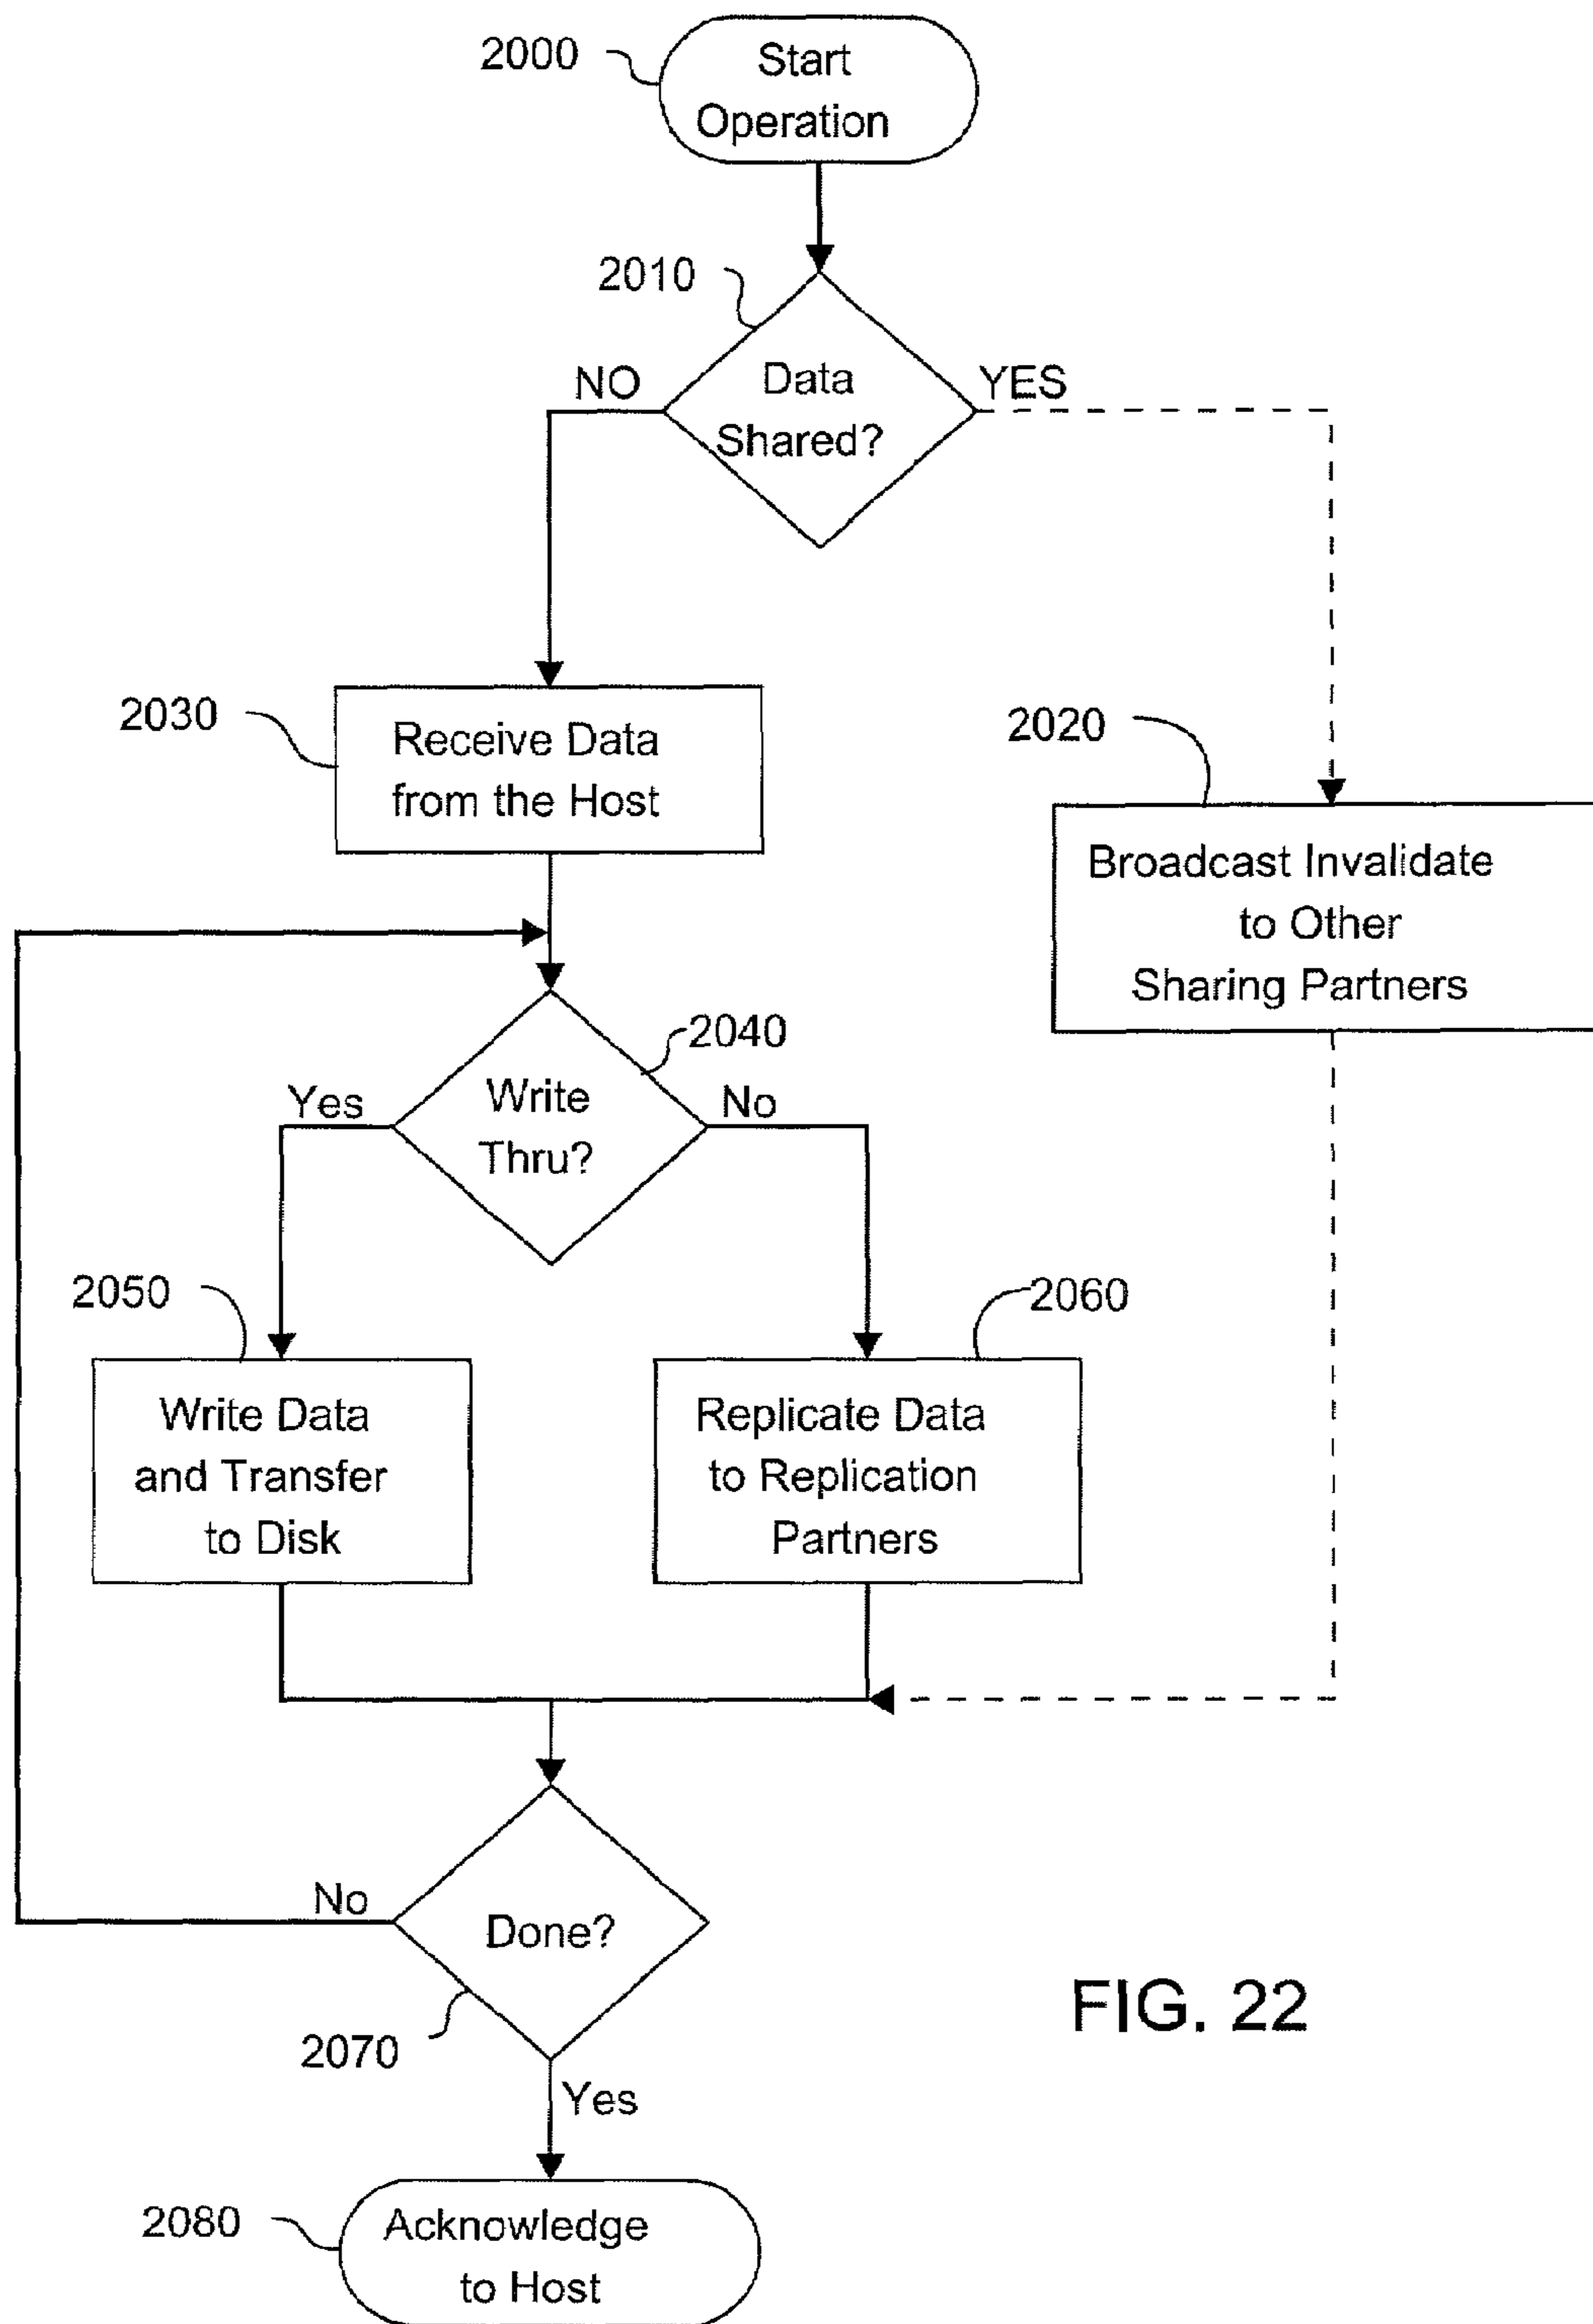 2000
Start
Operation
2010
NO
Data
Shared?
YES
2030
Receive Data
from the Host
2020
Broadcast Invalidate
to Other
Sharing Partners
2040
Yes
Write
Thru?
No
2050
2060
Write Data
and Transfer
to Disk
Replicate Data
to Replication
Partners
No
Done?
2070
Yes
FIG. 22
2080
Acknowledge
to Host